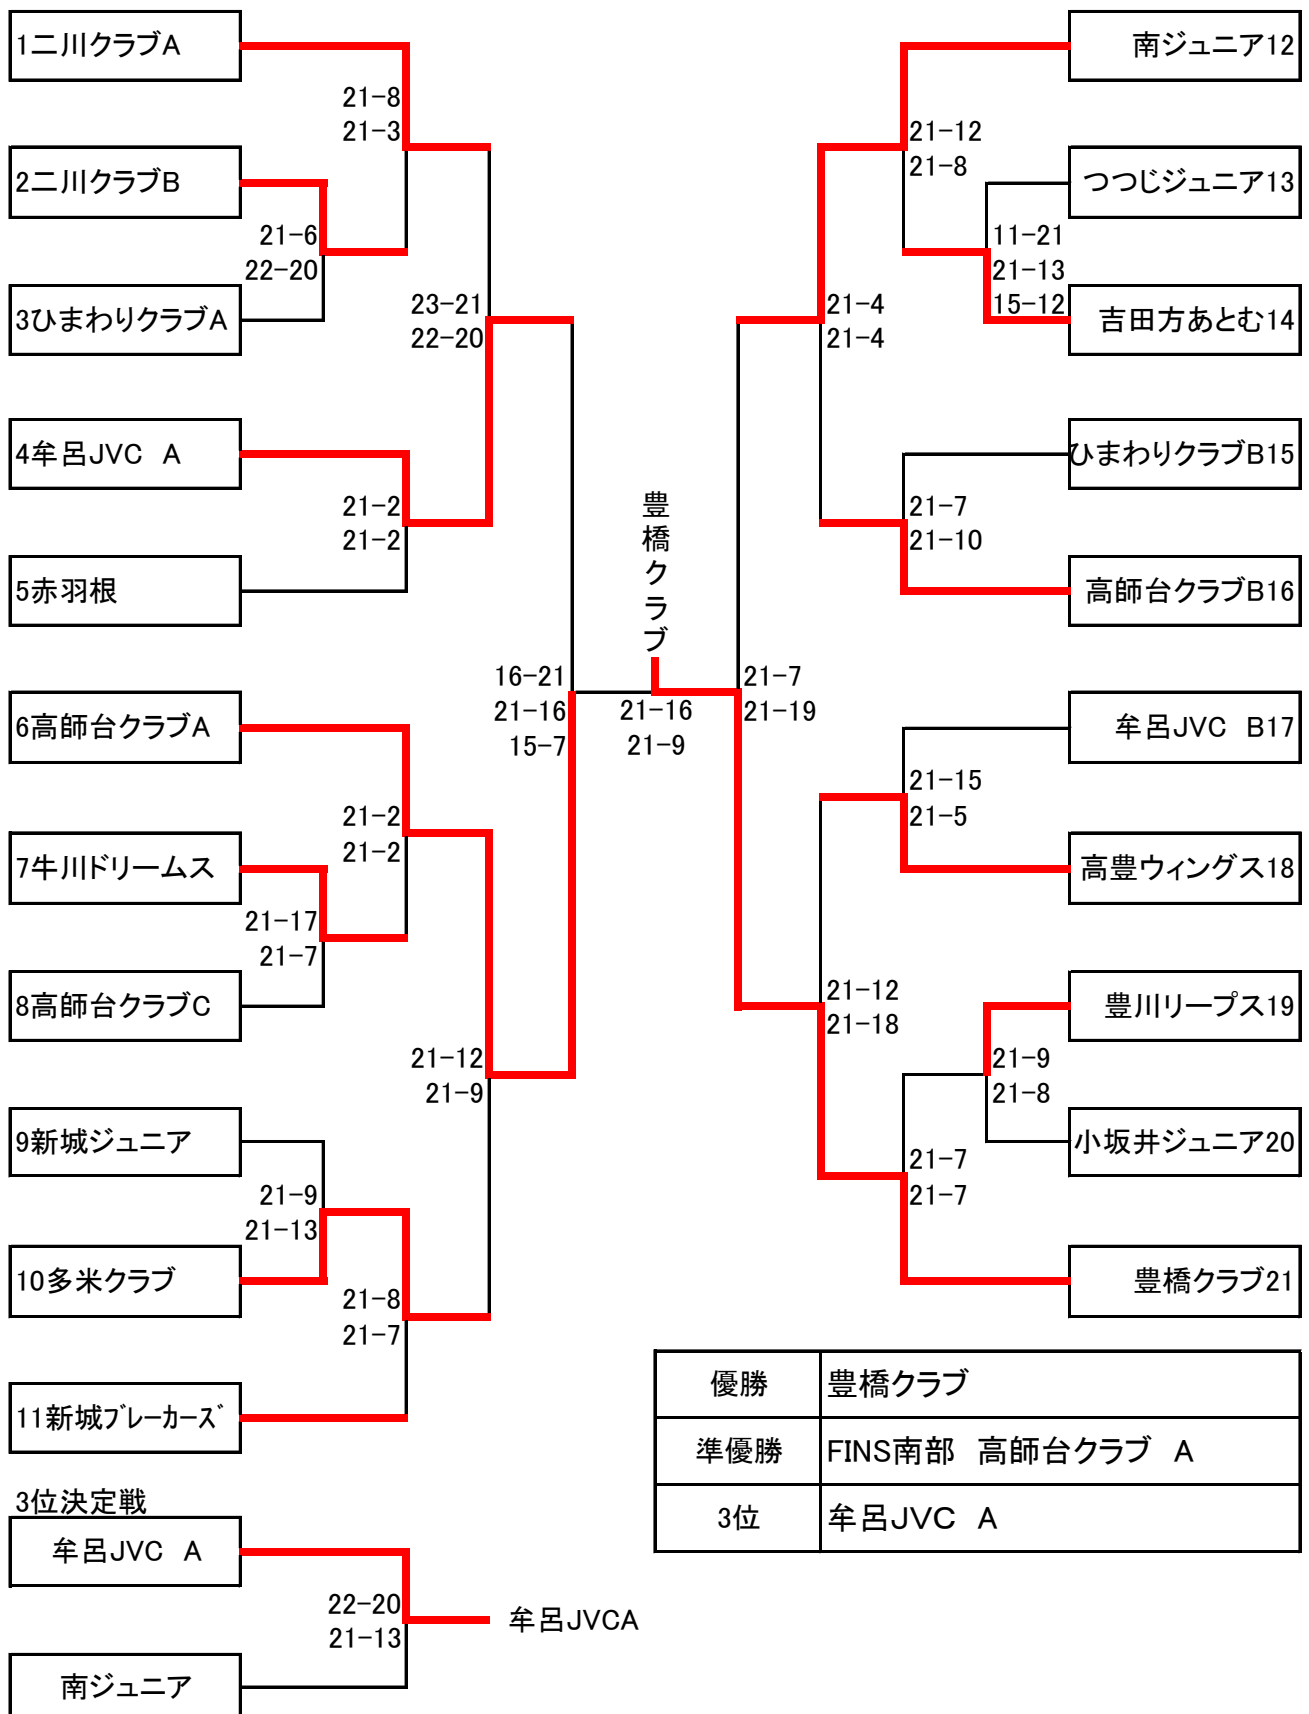 1二川クラブA
21-8
21-3
2二川クラブB
21-6
22-20
3ひまわりクラブA
23-21
22-20
4牟呂JVC A
21-2
21-2
5赤羽根
6高師台クラブA
21-2
21-2
7牛川ドリームス
21-17
21-7
8高師台クラブC
21-12
21-9
9新城ジュニア
21-9
21-13
10多米クラブ
21-8
21-7
11新城ブレーカーズ
16-21
21-16
15-7
豊橋クラブ
21-16
21-9
21-7
21-19
南ジュニア12
21-12
21-8
つつじジュニア13
11-21
21-13
15-12
吉田方あとむ14
21-4
21-4
ひまわりクラブB15
21-7
21-10
高師台クラブB16
牟呂JVC B17
21-15
21-5
高豊ウィングス18
21-12
21-18
豊川リープス19
21-9
21-8
小坂井ジュニア20
21-7
21-7
豊橋クラブ21
優勝 豊橋クラブ
準優勝 FINS南部 高師台クラブ A
3位 牟呂JVC A
3位決定戦
牟呂JVC A
22-20
21-13
牟呂JVCA
南ジュニア